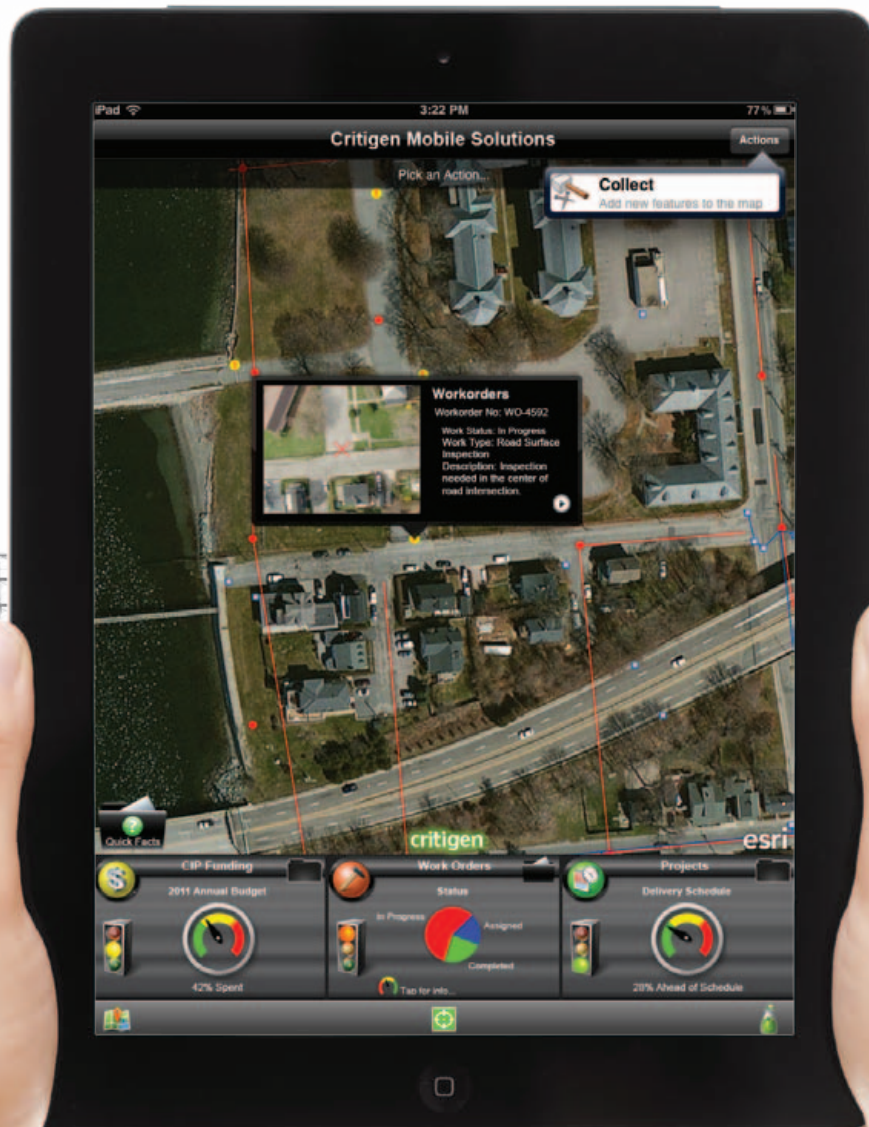 iPad
3:22 PM
77%
Critigen Mobile Solutions
Actions
Pick an Action...
Collect
Add new features to the map
Workorders
Workorder No: WO-4592
Work Status: In Progress
Work Type: Road Surface
Inspection
Description: Inspection
needed in the center of
road intersection.
Quick Facts
critigen
esri
CIP Funding
2011 Annual Budget
42% Spent
Work Orders
Status
In Progress
Assigned
Completed
Tap for info...
Projects
Delivery Schedule
28% Ahead of Schedule